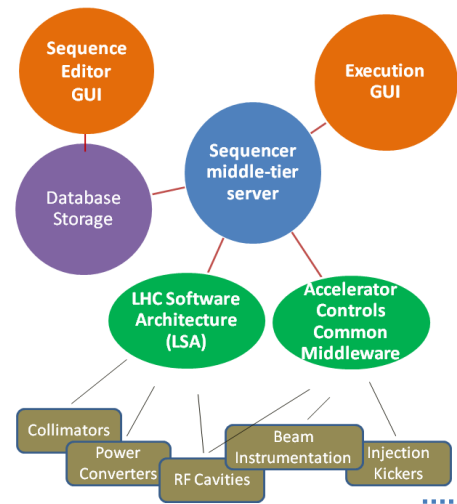 Sequence
Editor
GUI
Execution
GUI
Sequencer
middle-tier
server
Database
Storage
LHC Software
Architecture
(LSA)
Accelerator
Controls
Common
Middleware
Collimators
Power
Converters
RF Cavities
Beam
Instrumentation
Injection
Kickers